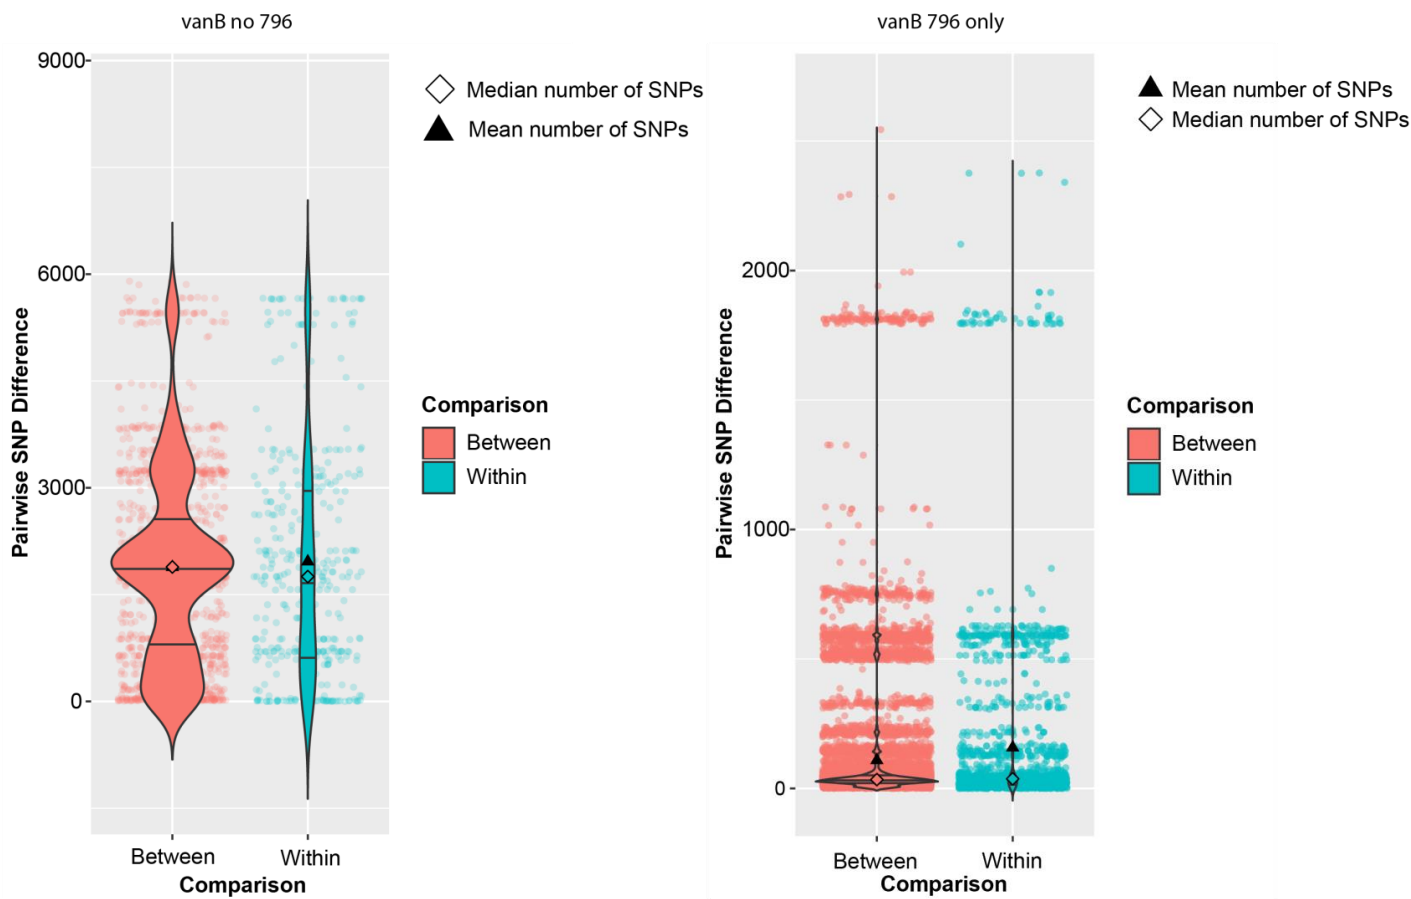 vanB no 796
9000
6000
3000
0
Pairwise SNP Difference
Between
Within
Comparison
Median number of SNPs
Mean number of SNPs
Comparison
Between
Within
vanB 796 only
2000
1000
0
Pairwise SNP Difference
Between
Within
Comparison
Mean number of SNPs
Median number of SNPs
Comparison
Between
Within